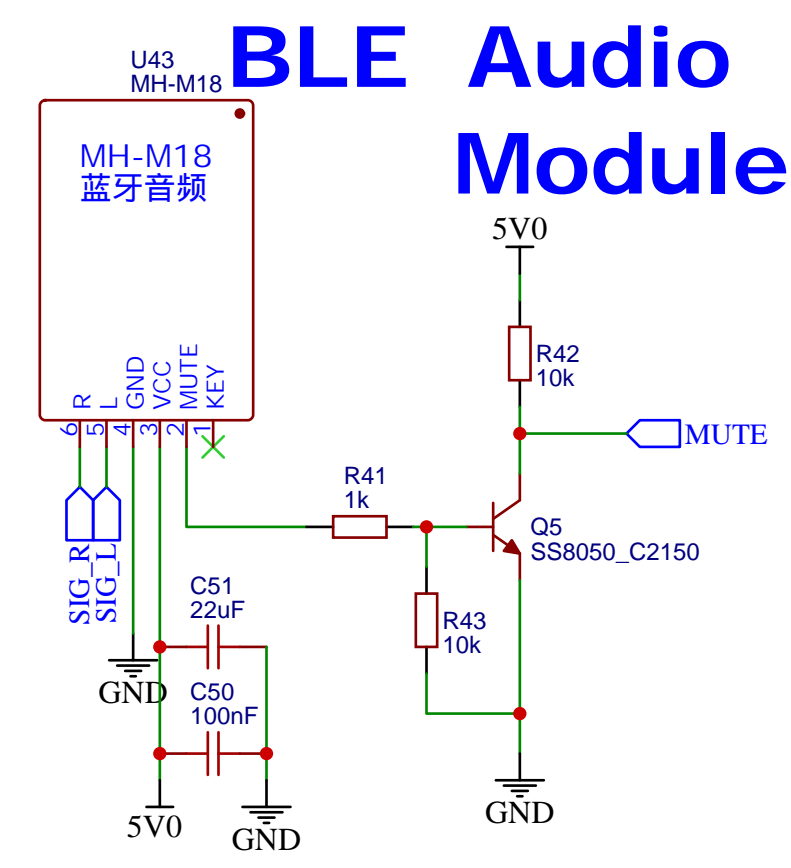 BLE Audio
Module
U43
MH-M18
MH-M18
蓝牙音频
R
L
GND
VCC
MUTE
KEY
6
5
4
3
2
1
SIG_R
SIG_L
GND
C51
22uF
C50
100nF
5V0
GND
R41
1k
R43
10k
5V0
R42
10k
MUTE
Q5
SS8050_C2150
GND